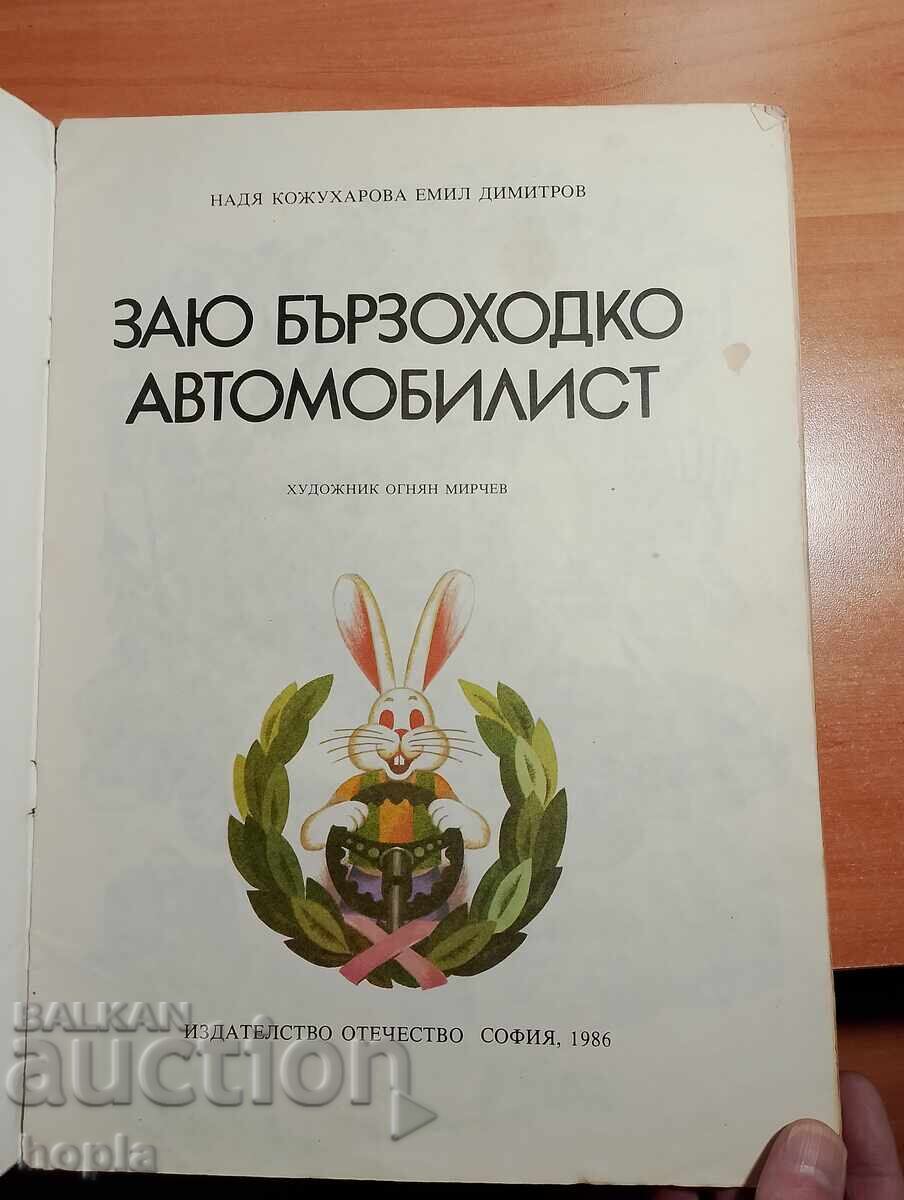 НАДЯ КОЖУХАРОВА ЕМИЛ ДИМИТРОВ
ЗАЮ БЪРЗОХОДКО
АВТОМОБИЛИСТ
ХУДОЖНИК ОГНЯН МИРЧЕВ
ИЗДАТЕЛСТВО ОТЕЧЕСТВО СОФИЯ, 1986
BALKAN
auction
hopla